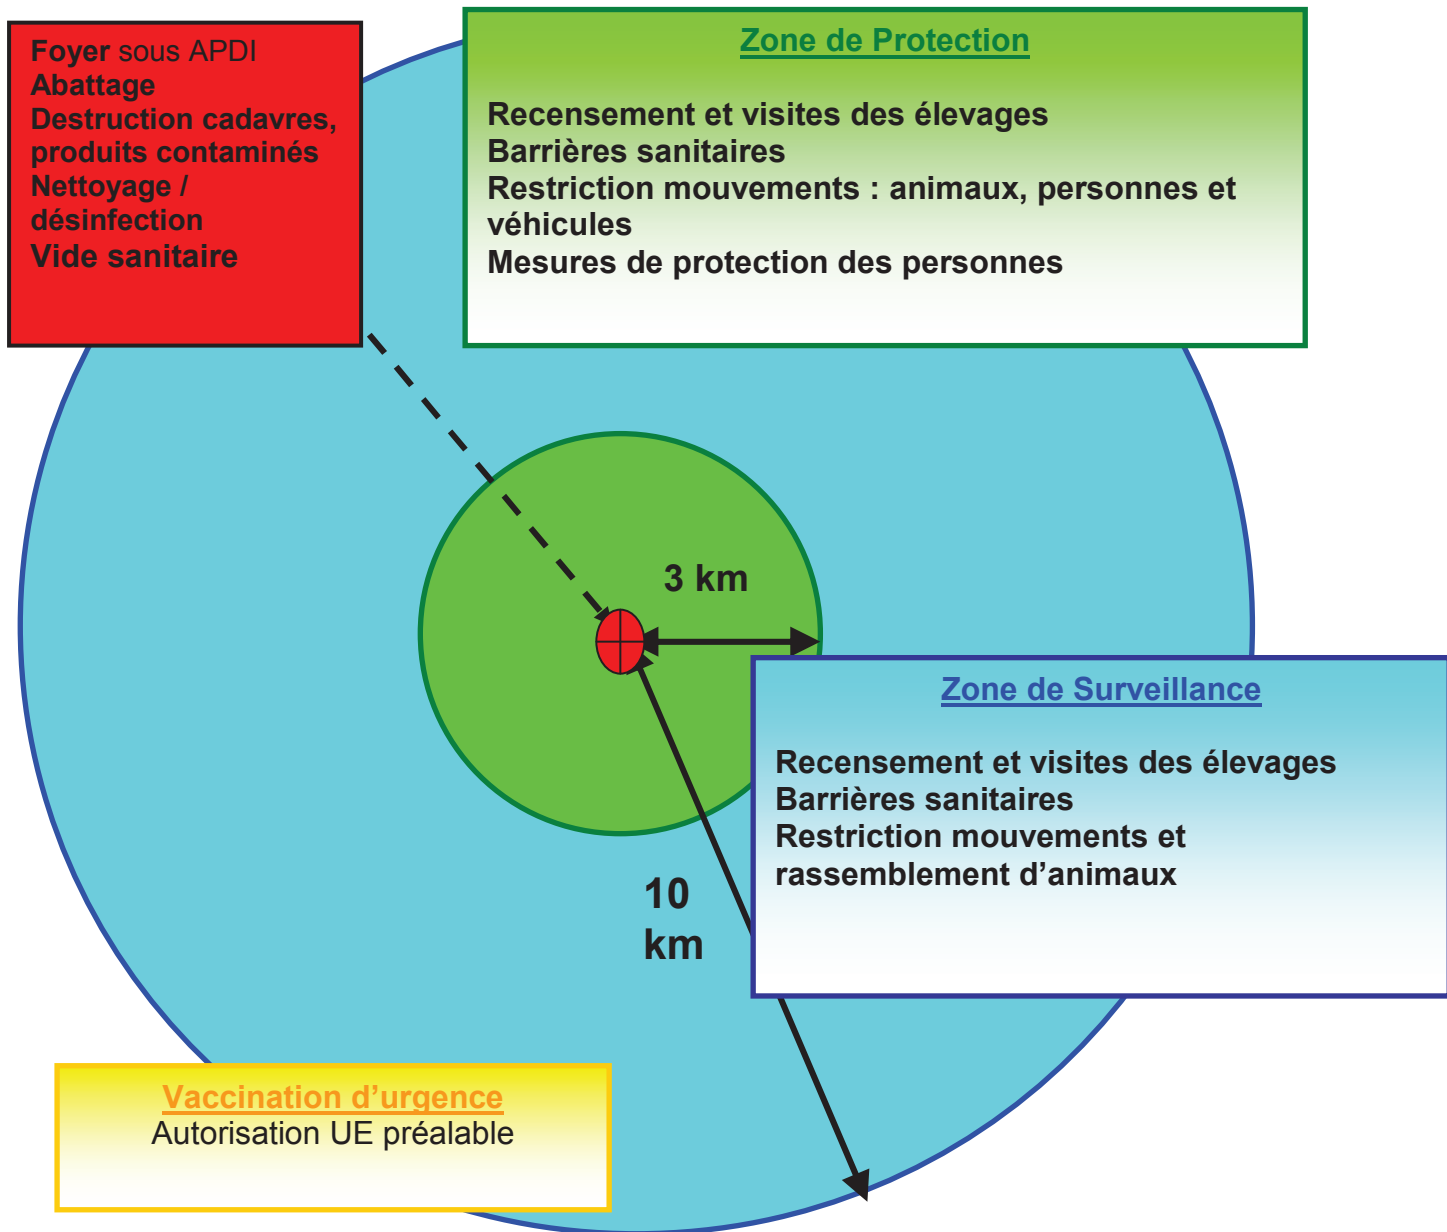 Foyer sous APDI
Abattage
Destruction cadavres,
produits contaminés
Nettoyage /
désinfection
Vide sanitaire
Zone de Protection
Recensement et visites des élevages
Barrières sanitaires
Restriction mouvements : animaux, personnes et
véhicules
Mesures de protection des personnes
3 km
Zone de Surveillance
Recensement et visites des élevages
Barrières sanitaires
Restriction mouvements et
rassemblement d’animaux
10
km
Vaccination d’urgence
Autorisation UE préalable